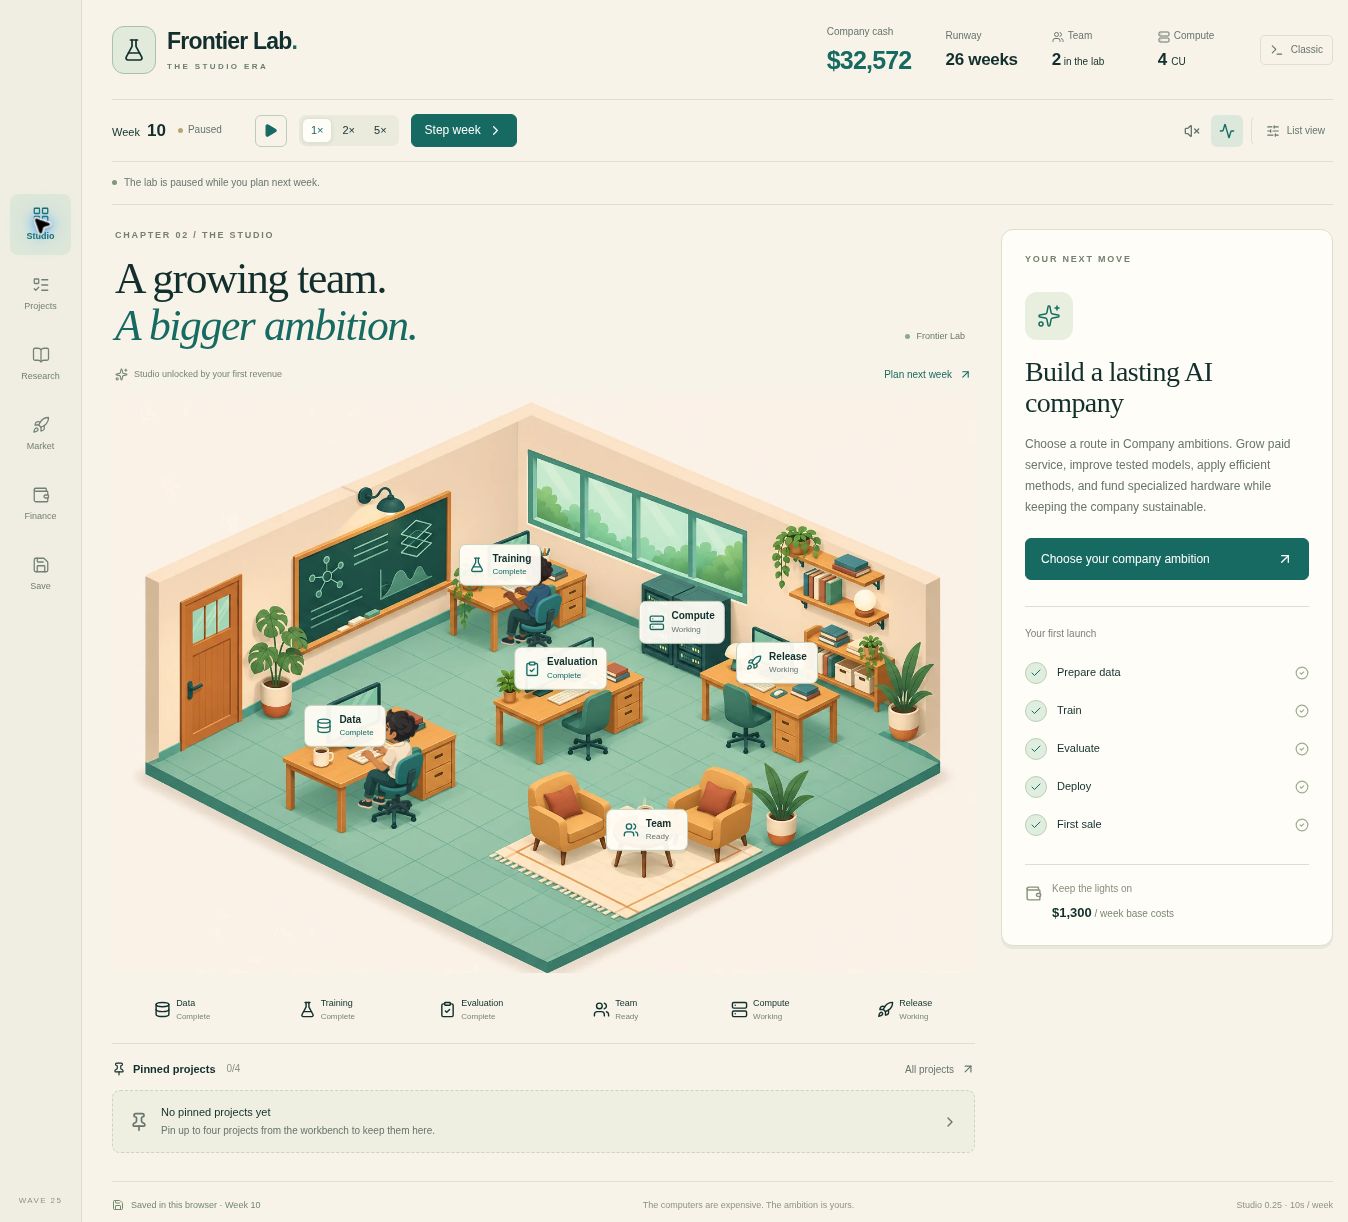 Frontier Lab.
THE STUDIO ERA
Company cash
$32,572
Runway
26 weeks
Team
2 in the lab
Compute
4 CU
Classic
Week 10
Paused
1×
2×
5×
Step week
List view
The lab is paused while you plan next week.
Studio
Projects
Research
Market
Finance
Save
WAVE 25
CHAPTER 02 / THE STUDIO
A growing team.
A bigger ambition.
Frontier Lab
Studio unlocked by your first revenue
Plan next week
Training
Complete
Compute
Working
Evaluation
Complete
Release
Working
Data
Complete
Team
Ready
Data
Complete
Training
Complete
Evaluation
Complete
Team
Ready
Compute
Working
Release
Working
Pinned projects 0/4
All projects
No pinned projects yet
Pin up to four projects from the workbench to keep them here.
YOUR NEXT MOVE
Build a lasting AI
company
Choose a route in Company ambitions. Grow paid
service, improve tested models, apply efficient
methods, and fund specialized hardware while
keeping the company sustainable.
Choose your company ambition
Your first launch
Prepare data
Train
Evaluate
Deploy
First sale
Keep the lights on
$1,300 / week base costs
Saved in this browser · Week 10
The computers are expensive. The ambition is yours.
Studio 0.25 · 10s / week